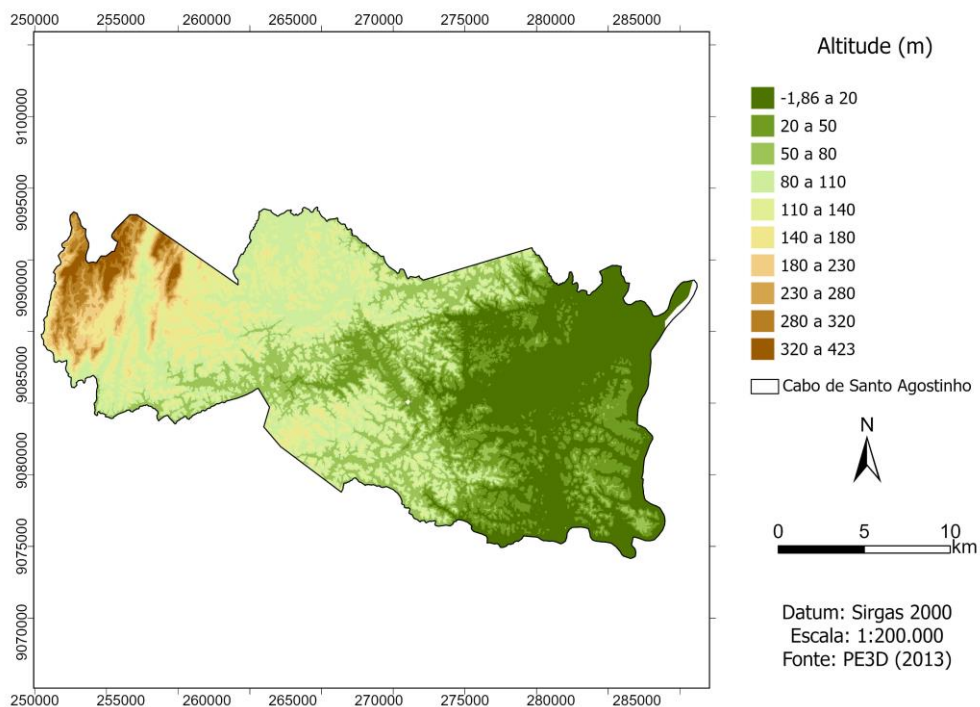 250000 255000 260000 265000 270000 275000 280000 285000
9100000
9095000
9090000
9085000
9080000
9075000
9070000
250000 255000 260000 265000 270000 275000 280000 285000
Altitude (m)
-1,86 a 20
20 a 50
50 a 80
80 a 110
110 a 140
140 a 180
180 a 230
230 a 280
280 a 320
320 a 423
Cabo de Santo Agostinho
N
0 5 10
km
Datum: Sirgas 2000
Escala: 1:200.000
Fonte: PE3D (2013)